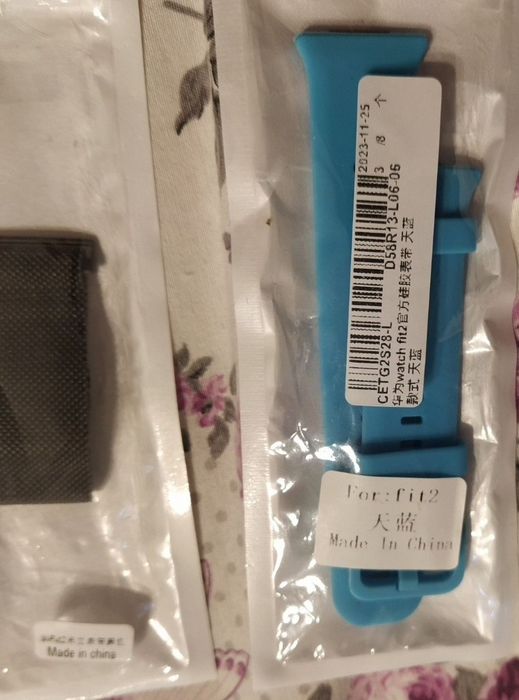 2023-11-25
3 /8 个
D58R13-L06-06
CETG2S28-L
华为watch fit2官方硅胶表带 天蓝
款式 天蓝
For:fit2
天蓝
Made In China
Made in china